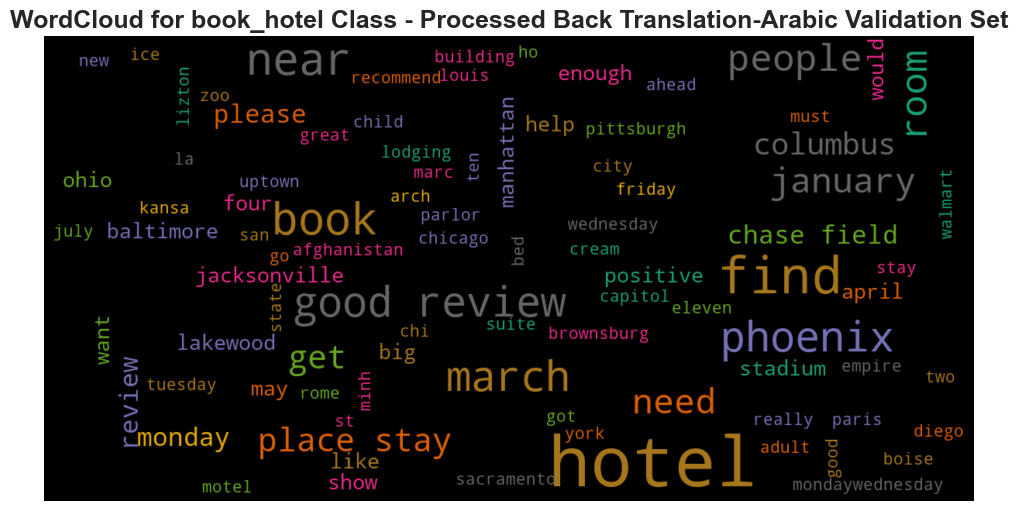 WordCloud for book_hotel Class - Processed Back Translation-Arabic Validation Set
new
ice
near
building
ho
people
would
room
lizton
zoo
recommend
louis
enough
ahead
please
great
child
manhattan
help
pittsburgh
must
columbus
la
lodging
marc
ten
city
friday
january
walmart
ohio
uptown
arch
kansa
four
book
parlor
july
baltimore
san
chicago
wednesday
chase field
go
afghanistan
bed
cream
jacksonville
positive
find
stay
state
good review
capitol
eleven
april
want
chi
suite
brownsburg
phoenix
lakewood
get
big
review
tuesday
may
rome
minh
march
stadium
empire
two
need
monday
place stay
st
got
york
really
paris
diego
like
hotel
adult
good
boise
motel
show
sacramento
mondaywednesday